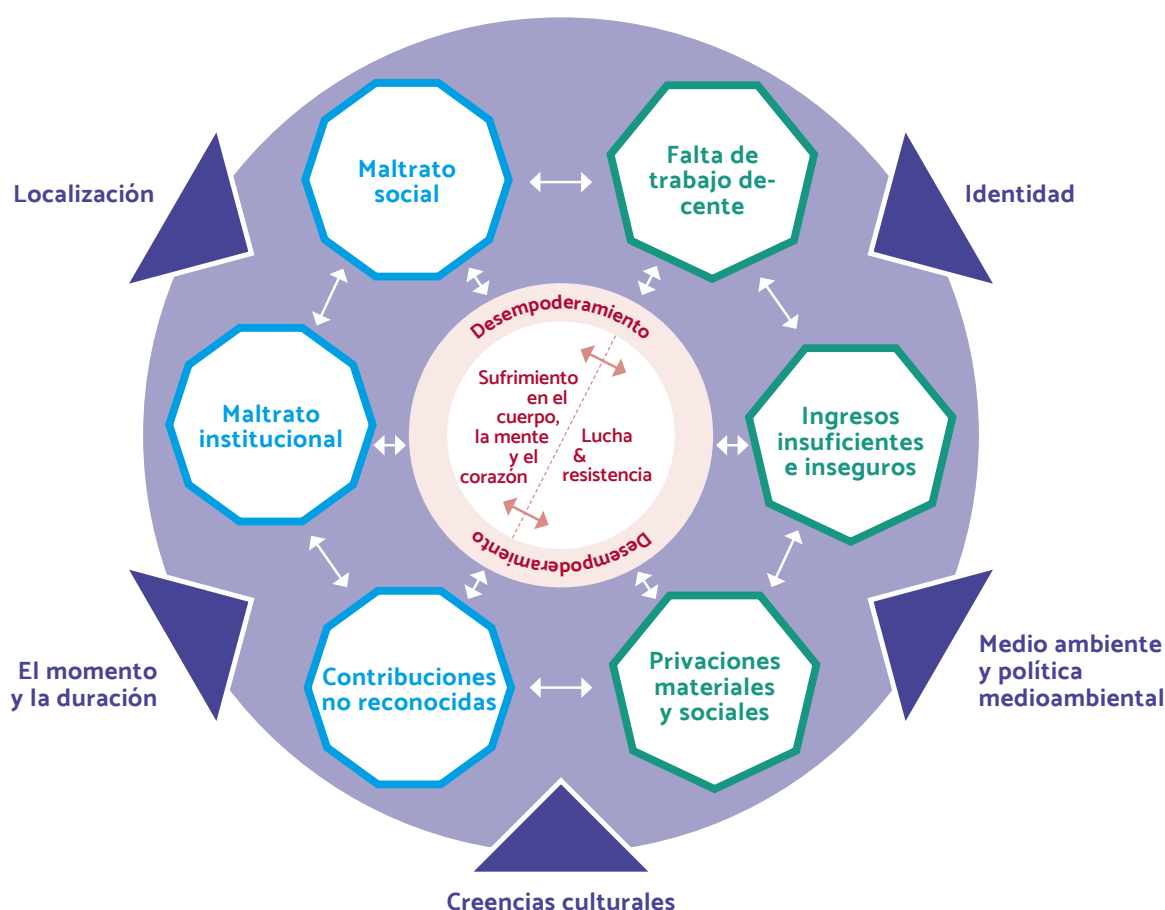 Maltrato
social
Falta de
trabajo de-
cente
Localización
Identidad
Desempoderamiento
Sufrimiento
en el
cuerpo,
la mente
y el
corazón
Lucha
&
resistencia
Maltrato
institucional
Ingresos
insuficientes
e inseguros
Desempoderamiento
El momento
y la duración
Contribuciones
no reconocidas
Privaciones
materiales
y sociales
Medio ambiente
y política
medioambiental
Creencias culturales